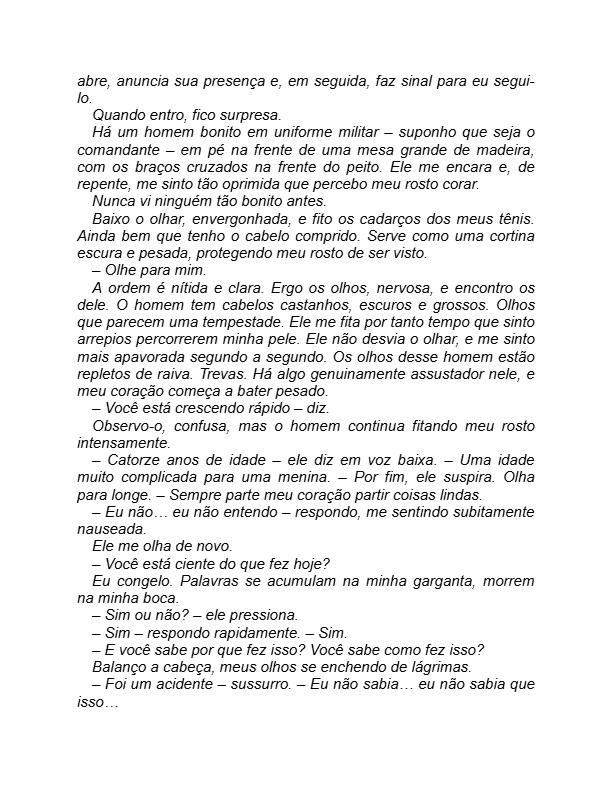 abre, anuncia sua presença e, em seguida, faz sinal para eu segui-
lo.
Quando entro, fico surpresa.
Há um homem bonito em uniforme militar – suponho que seja o
comandante – em pé na frente de uma mesa grande de madeira,
com os braços cruzados na frente do peito. Ele me encara e, de
repente, me sinto tão oprimida que percebo meu rosto corar.
Nunca vi ninguém tão bonito antes.
Baixo o olhar, envergonhada, e fito os cadarços dos meus tênis.
Ainda bem que tenho o cabelo comprido. Serve como uma cortina
escura e pesada, protegendo meu rosto de ser visto.
– Olhe para mim.
A ordem é nítida e clara. Ergo os olhos, nervosa, e encontro os
dele. O homem tem cabelos castanhos, escuros e grossos. Olhos
que parecem uma tempestade. Ele me fita por tanto tempo que sinto
arrepios percorrerem minha pele. Ele não desvia o olhar, e me sinto
mais apavorada segundo a segundo. Os olhos desse homem estão
repletos de raiva. Trevas. Há algo genuinamente assustador nele, e
meu coração começa a bater pesado.
– Você está crescendo rápido – diz.
Observo-o, confusa, mas o homem continua fitando meu rosto
intensamente.
– Catorze anos de idade – ele diz em voz baixa. – Uma idade
muito complicada para uma menina. – Por fim, ele suspira. Olha
para longe. – Sempre parte meu coração partir coisas lindas.
– Eu não… eu não entendo – respondo, me sentindo subitamente
nauseada.
Ele me olha de novo.
– Você está ciente do que fez hoje?
Eu congelo. Palavras se acumulam na minha garganta, morrem
na minha boca.
– Sim ou não? – ele pressiona.
– Sim – respondo rapidamente. – Sim.
– E você sabe por que fez isso? Você sabe como fez isso?
Balanço a cabeça, meus olhos se enchendo de lágrimas.
– Foi um acidente – sussurro. – Eu não sabia… eu não sabia que
isso…